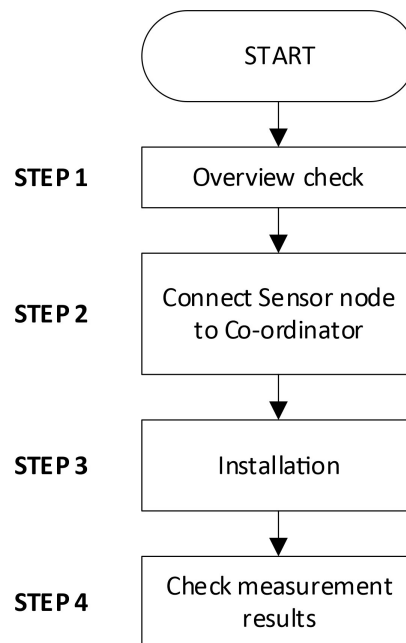 START
STEP 1
Overview check
STEP 2
Connect Sensor node
to Co-ordinator
STEP 3
Installation
STEP 4
Check measurement
results